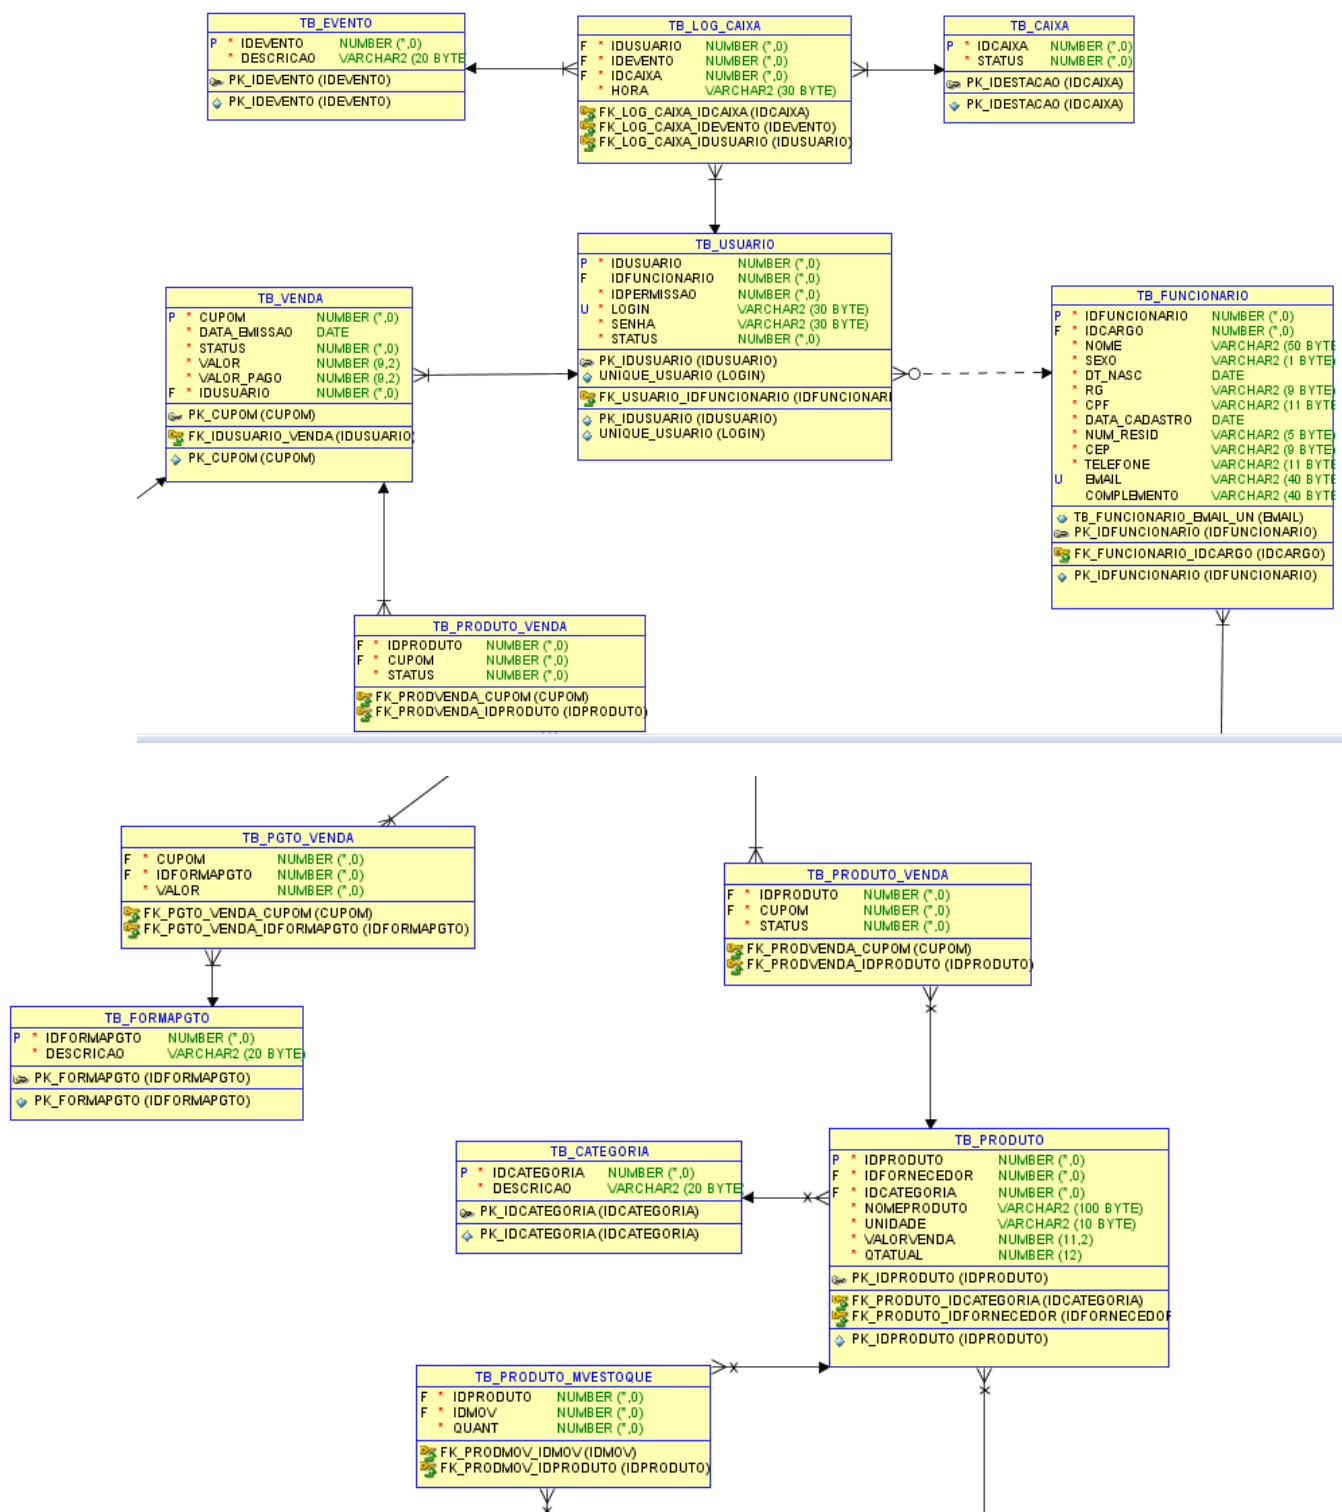 TB_EVENTO
P * IDEVENTO NUMBER (*,0)
* DESCRICAO VARCHAR2 (20 BYTE
PK_IDEVENTO (IDEVENTO)
PK_IDEVENTO (IDEVENTO)
TB_LOG_CAIXA
F * IDUSUARIO NUMBER (*,0)
F * IDEVENTO NUMBER (*,0)
F * IDCAIXA NUMBER (*,0)
* HORA VARCHAR2 (30 BYTE)
FK_LOG_CAIXA_IDCAIXA (IDCAIXA)
FK_LOG_CAIXA_IDEVENTO (IDEVENTO)
FK_LOG_CAIXA_IDUSUARIO (IDUSUARIO)
TB_CAIXA
P * IDCAIXA NUMBER (*,0)
* STATUS NUMBER (*,0)
PK_IDESTACAO (IDCAIXA)
PK_IDESTACAO (IDCAIXA)
TB_VENDA
P * CUPOM NUMBER (*,0)
* DATA_EMISSAO DATE
* STATUS NUMBER (*,0)
* VALOR NUMBER (9,2)
* VALOR_PAGO NUMBER (9,2)
F * IDUSUARIO NUMBER (*,0)
PK_CUPOM (CUPOM)
FK_IDUSUARIO_VENDA (IDUSUARIO)
PK_CUPOM (CUPOM)
TB_USUARIO
P * IDUSUARIO NUMBER (*,0)
F IDFUNCIONARIO NUMBER (*,0)
* IDPERMISSAO NUMBER (*,0)
U * LOGIN VARCHAR2 (30 BYTE)
* SENHA VARCHAR2 (30 BYTE)
* STATUS NUMBER (*,0)
PK_IDUSUARIO (IDUSUARIO)
UNIQUE_USUARIO (LOGIN)
FK_USUARIO_IDFUNCIONARIO (IDFUNCIONARI
PK_IDUSUARIO (IDUSUARIO)
UNIQUE_USUARIO (LOGIN)
TB_FUNCIONARIO
P * IDFUNCIONARIO NUMBER (*,0)
F * IDCARGO NUMBER (*,0)
* NOME VARCHAR2 (50 BYTE
* SEXO VARCHAR2 (1 BYTE
* DT_NASC DATE
* RG VARCHAR2 (9 BYTE
* CPF VARCHAR2 (11 BYTE
* DATA_CADASTRO DATE
* NUM_RESID VARCHAR2 (5 BYTE
* CEP VARCHAR2 (9 BYTE
* TELEFONE VARCHAR2 (11 BYTE
U EMAIL VARCHAR2 (40 BYTE
COMPLEMENTO VARCHAR2 (40 BYTE
TB_FUNCIONARIO_EMAIL_UN (EMAIL)
PK_IDFUNCIONARIO (IDFUNCIONARIO)
FK_FUNCIONARIO_IDCARGO (IDCARGO)
PK_IDFUNCIONARIO (IDFUNCIONARIO)
TB_PRODUTO_VENDA
F * IDPRODUTO NUMBER (*,0)
F * CUPOM NUMBER (*,0)
* STATUS NUMBER (*,0)
FK_PRODVENDA_CUPOM (CUPOM)
FK_PRODVENDA_IDPRODUTO (IDPRODUTO)
TB_PGTO_VENDA
F * CUPOM NUMBER (*,0)
F * IDFORMAPGTO NUMBER (*,0)
* VALOR NUMBER (*,0)
FK_PGTO_VENDA_CUPOM (CUPOM)
FK_PGTO_VENDA_IDFORMAPGTO (IDFORMAPGTO)
TB_PRODUTO_VENDA
F * IDPRODUTO NUMBER (*,0)
F * CUPOM NUMBER (*,0)
* STATUS NUMBER (*,0)
FK_PRODVENDA_CUPOM (CUPOM)
FK_PRODVENDA_IDPRODUTO (IDPRODUTO)
TB_FORMAPGTO
P * IDFORMAPGTO NUMBER (*,0)
* DESCRICAO VARCHAR2 (20 BYTE)
PK_FORMAPGTO (IDFORMAPGTO)
PK_FORMAPGTO (IDFORMAPGTO)
TB_CATEGORIA
P * IDCATEGORIA NUMBER (*,0)
* DESCRICAO VARCHAR2 (20 BYTE
PK_IDCATEGORIA (IDCATEGORIA)
PK_IDCATEGORIA (IDCATEGORIA)
TB_PRODUTO
P * IDPRODUTO NUMBER (*,0)
F * IDFORNECEDOR NUMBER (*,0)
F * IDCATEGORIA NUMBER (*,0)
* NOMEPRODUTO VARCHAR2 (100 BYTE)
* UNIDADE VARCHAR2 (10 BYTE)
* VALORVENDA NUMBER (11,2)
* QTATUAL NUMBER (12)
PK_IDPRODUTO (IDPRODUTO)
FK_PRODUTO_IDCATEGORIA (IDCATEGORIA)
FK_PRODUTO_IDFORNECEDOR (IDFORNECEDOR
PK_IDPRODUTO (IDPRODUTO)
TB_PRODUTO_MVESTOQUE
F * IDPRODUTO NUMBER (*,0)
F * IDMOV NUMBER (*,0)
* QUANT NUMBER (*,0)
FK_PRODMOV_IDMOV (IDMOV)
FK_PRODMOV_IDPRODUTO (IDPRODUTO)